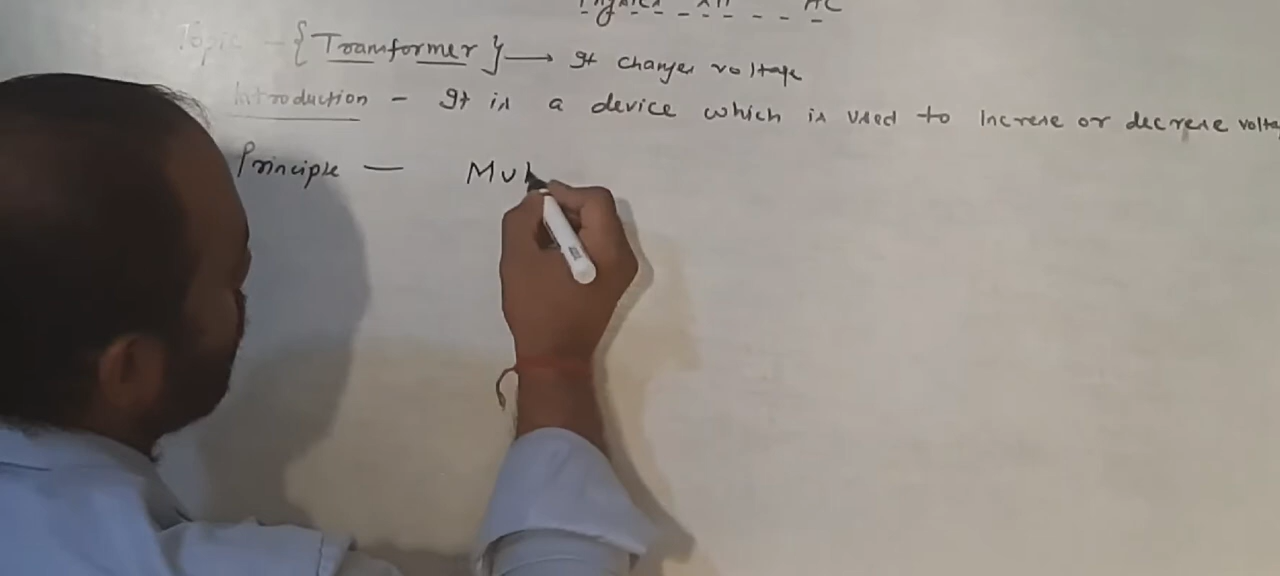 Physics XII AC
Topic - {Transformer} → It changes voltage
Introduction - It is a device which is used to increse or decrese volta
Principle — Mut